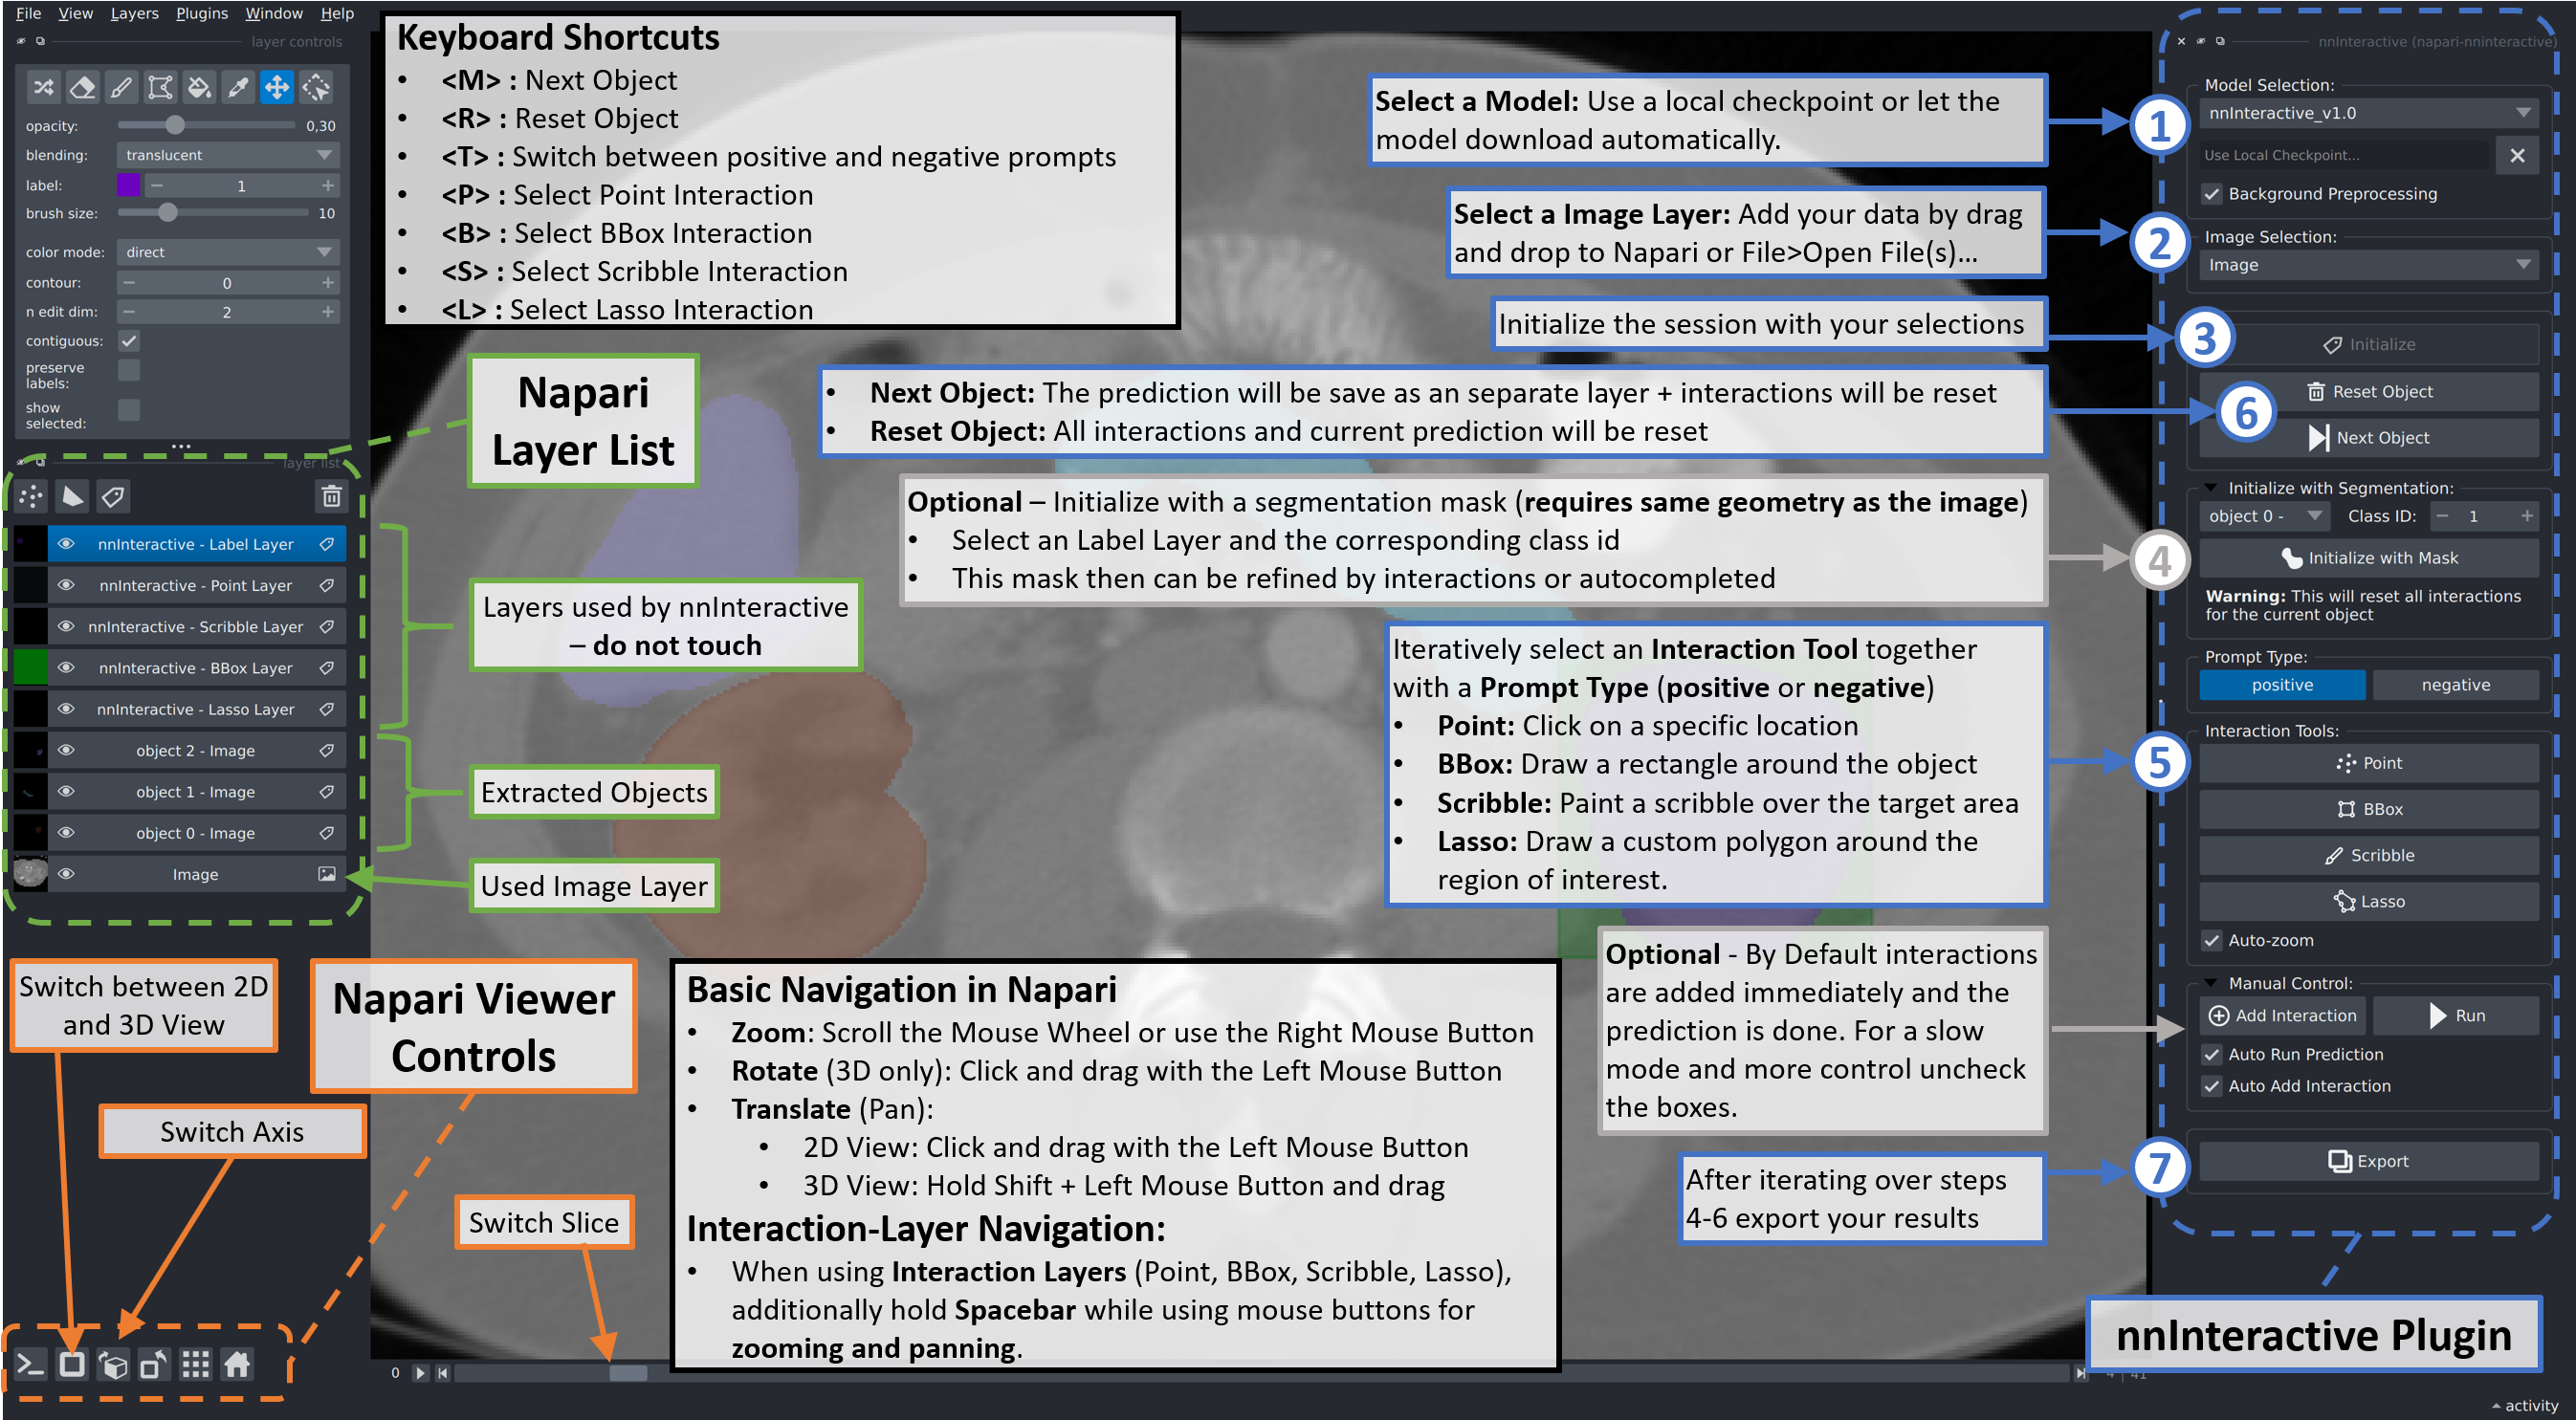 File View Layers Plugins Window Help
layer controls
opacity: 0,30
blending: translucent
label: 1
brush size: 10
color mode: direct
contour: 0
n edit dim: 2
contiguous:
preserve
labels:
show
selected:
layer list
nnInteractive - Label Layer
nnInteractive - Point Layer
nnInteractive - Scribble Layer
nnInteractive - BBox Layer
nnInteractive - Lasso Layer
object 2 - Image
object 1 - Image
object 0 - Image
Image
Keyboard Shortcuts
• <M> : Next Object
• <R> : Reset Object
• <T> : Switch between positive and negative prompts
• <P> : Select Point Interaction
• <B> : Select BBox Interaction
• <S> : Select Scribble Interaction
• <L> : Select Lasso Interaction
Napari
Layer List
Layers used by nnInteractive
– do not touch
Extracted Objects
Used Image Layer
Switch between 2D
and 3D View
Napari Viewer
Controls
Switch Axis
Switch Slice
Basic Navigation in Napari
• Zoom: Scroll the Mouse Wheel or use the Right Mouse Button
• Rotate (3D only): Click and drag with the Left Mouse Button
• Translate (Pan):
• 2D View: Click and drag with the Left Mouse Button
• 3D View: Hold Shift + Left Mouse Button and drag
Interaction-Layer Navigation:
• When using Interaction Layers (Point, BBox, Scribble, Lasso),
additionally hold Spacebar while using mouse buttons for
zooming and panning.
0
Select a Model: Use a local checkpoint or let the
model download automatically.
1
Select a Image Layer: Add your data by drag
and drop to Napari or File>Open File(s)...
2
Initialize the session with your selections
3
• Next Object: The prediction will be save as an separate layer + interactions will be reset
• Reset Object: All interactions and current prediction will be reset
6
Optional – Initialize with a segmentation mask (requires same geometry as the image)
• Select an Label Layer and the corresponding class id
• This mask then can be refined by interactions or autocompleted
4
Iteratively select an Interaction Tool together
with a Prompt Type (positive or negative)
• Point: Click on a specific location
• BBox: Draw a rectangle around the object
• Scribble: Paint a scribble over the target area
• Lasso: Draw a custom polygon around the
region of interest.
5
Optional - By Default interactions
are added immediately and the
prediction is done. For a slow
mode and more control uncheck
the boxes.
After iterating over steps
4-6 export your results
7
nnInteractive (napari-nninteractive)
Model Selection:
nnInteractive_v1.0
Use Local Checkpoint...
Background Preprocessing
Image Selection:
Image
Initialize
Reset Object
Next Object
Initialize with Segmentation:
object 0 - Class ID: 1
Initialize with Mask
Warning: This will reset all interactions
for the current object
Prompt Type:
positive negative
Interaction Tools:
Point
BBox
Scribble
Lasso
Auto-zoom
Manual Control:
Add Interaction Run
Auto Run Prediction
Auto Add Interaction
Export
nnInteractive Plugin
activity